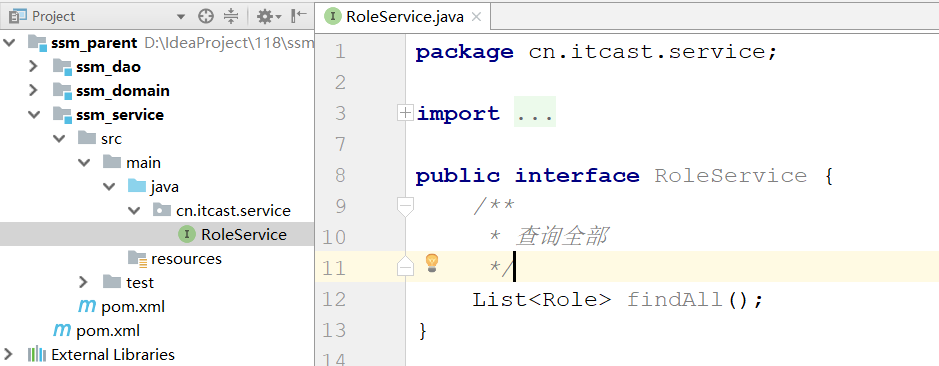 Project
ssm_parent D:\IdeaProject\118\ssm
ssm_dao
ssm_domain
ssm_service
src
main
java
cn.itcast.service
RoleService
resources
test
pom.xml
pom.xml
External Libraries
RoleService.java
1 package cn.itcast.service;
2
3 import ...
7
8 public interface RoleService {
9 /**
10 * 查询全部
11 */
12 List<Role> findAll();
13 }
14